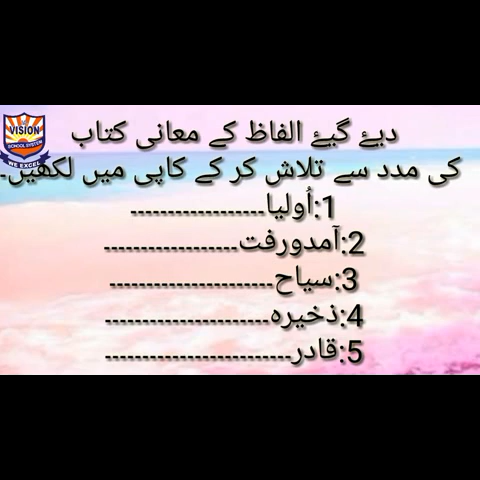 VISION
SCHOOL SYSTEM
WE EXCEL
دیۓ گیۓ الفاظ کے معانی کتاب
کی مدد سے تلاش کر کے کاپی میں لکھیں۔
1:اُولیا------------------
2:آمدورفت------------------
3:سیاح----------------------
4:ذخیرہ----------------------
5:قادر-------------------------